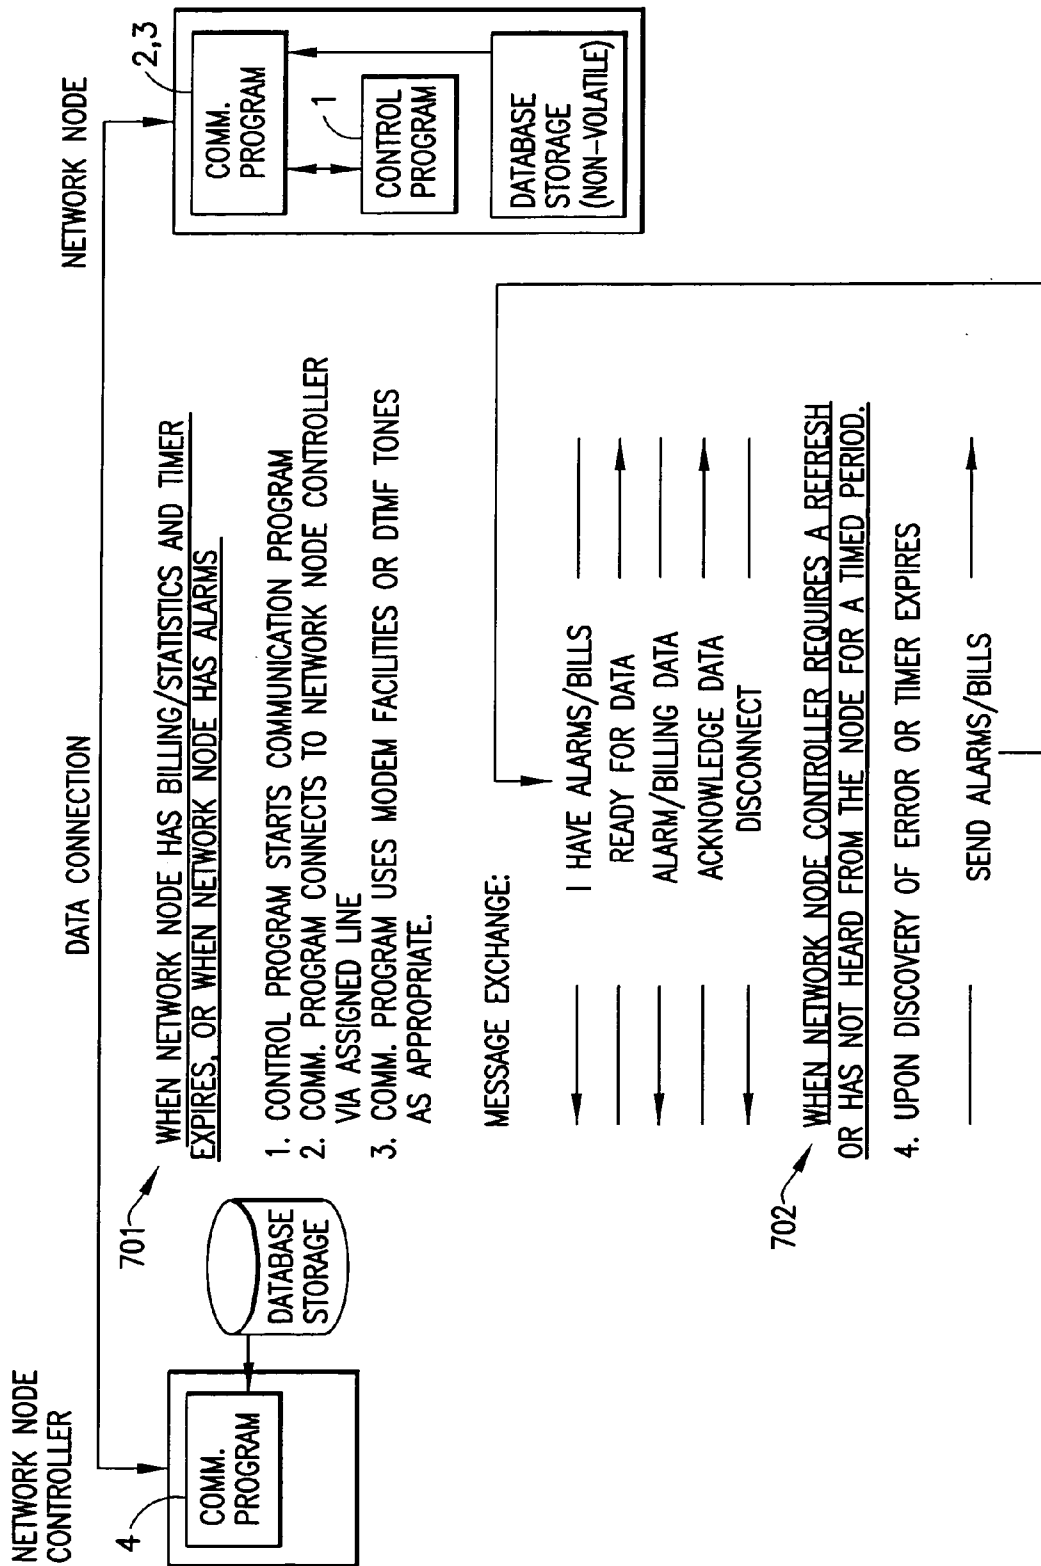 NETWORK NODE
CONTROLLER
DATA CONNECTION
NETWORK NODE
4
COMM.
PROGRAM
DATABASE
STORAGE
2,3
COMM.
PROGRAM
1
CONTROL
PROGRAM
DATABASE
STORAGE
(NON-VOLATILE)
701
WHEN NETWORK NODE HAS BILLING/STATISTICS AND TIMER
EXPIRES, OR WHEN NETWORK NODE HAS ALARMS
1. CONTROL PROGRAM STARTS COMMUNICATION PROGRAM
2. COMM. PROGRAM CONNECTS TO NETWORK NODE CONTROLLER
VIA ASSIGNED LINE
3. COMM. PROGRAM USES MODEM FACILITIES OR DTMF TONES
AS APPROPRIATE.
MESSAGE EXCHANGE:
I HAVE ALARMS/BILLS
READY FOR DATA
ALARM/BILLING DATA
ACKNOWLEDGE DATA
DISCONNECT
702
WHEN NETWORK NODE CONTROLLER REQUIRES A REFRESH
OR HAS NOT HEARD FROM THE NODE FOR A TIMED PERIOD.
4. UPON DISCOVERY OF ERROR OR TIMER EXPIRES
SEND ALARMS/BILLS